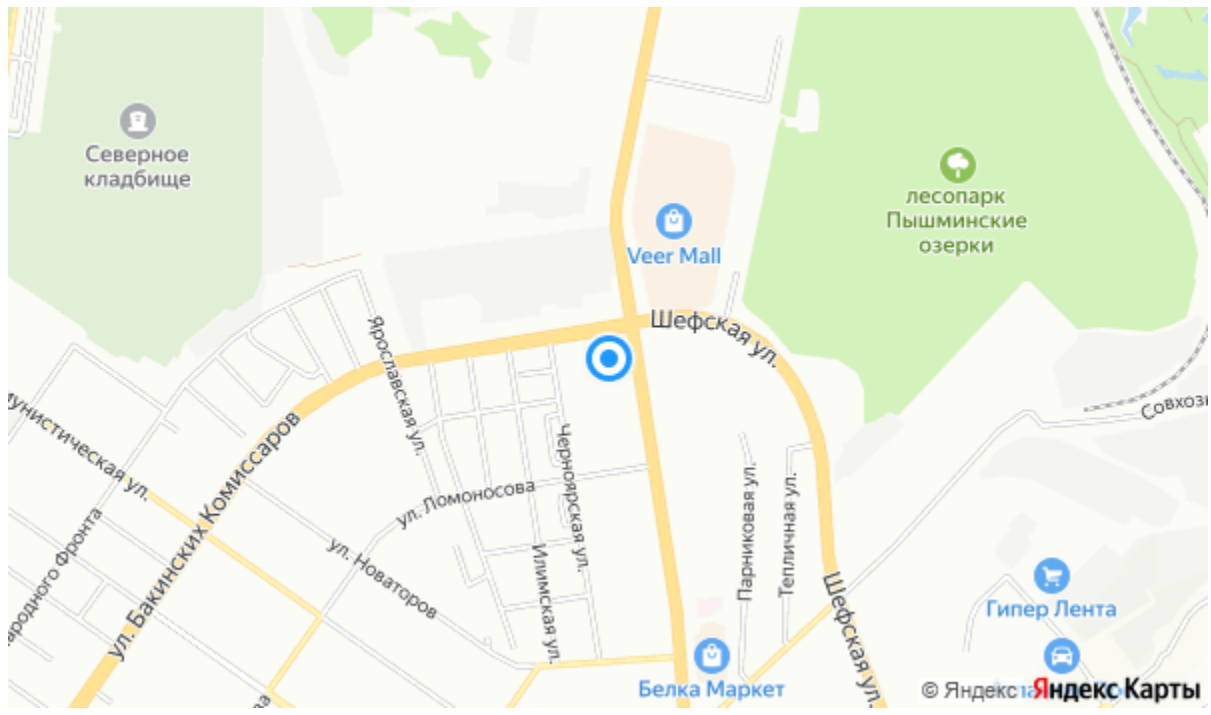 Северное
кладбище
лесопарк
Пышминские
озерки
Veer Mall
Шефская ул.
Ярославская ул.
ул. Бакинских Комиссаров
Черноярская ул.
ул. Ломоносова
ул. Новаторов
Илимская ул.
Парниковая ул.
Тепличная ул.
Шефская ул.
Гипер Лента
Белка Маркет
© Яндекс Яндекс Карты